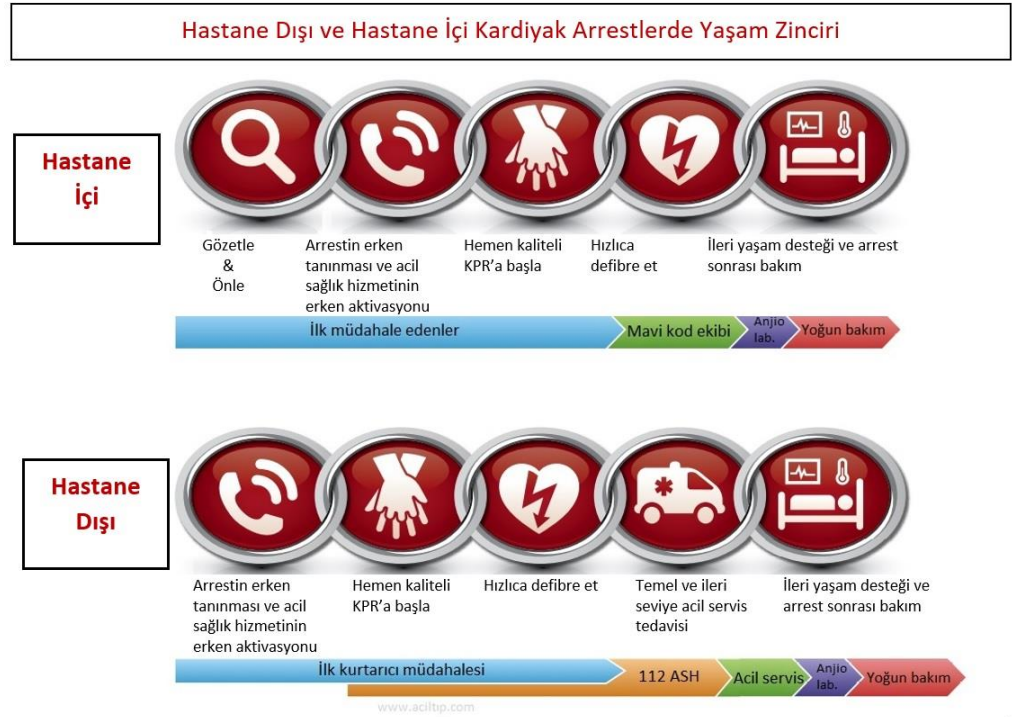 Hastane Dışı ve Hastane İçi Kardiyak Arrestlerde Yaşam Zinciri
Hastane
İçi
Gözetle
&
Önle
Arrestin erken
tanınması ve acil
sağlık hizmetinin
erken aktivasyonu
Hemen kaliteli
KPR’a başla
Hızlıca
defibre et
İleri yaşam desteği ve arrest
sonrası bakım
İlk müdahale edenler
Mavi kod ekibi
Anjio
lab.
Yoğun bakım
Hastane
Dışı
Arrestin erken
tanınması ve acil
sağlık hizmetinin
erken aktivasyonu
Hemen kaliteli
KPR’a başla
Hızlıca defibre et
Temel ve ileri
seviye acil servis
tedavisi
İleri yaşam desteği ve
arrest sonrası bakım
İlk kurtarıcı müdahalesi
112 ASH
Acil servis
Anjio
lab.
Yoğun bakım
www.aciltıp.com